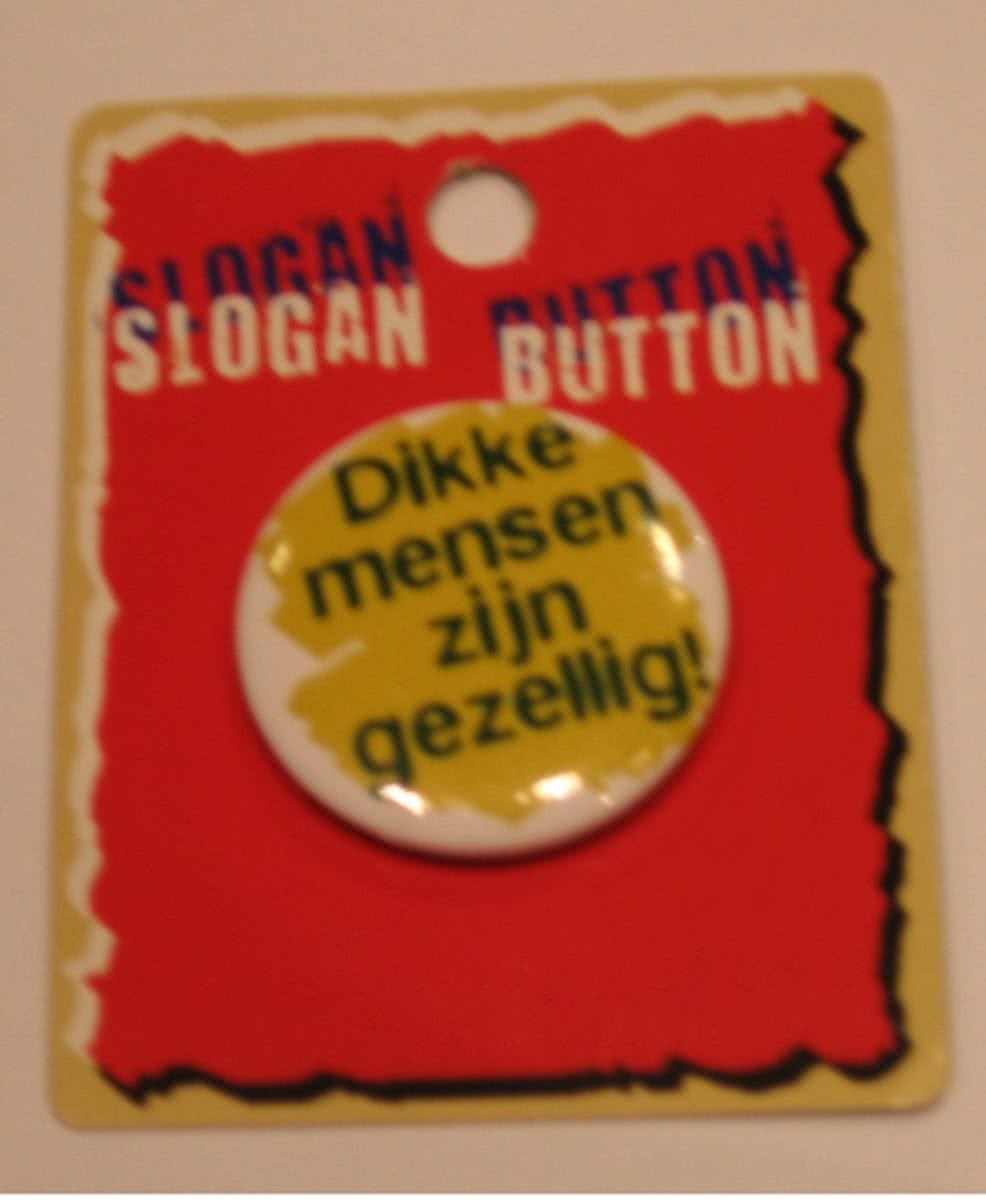 SLOGAN BUTTON
Dikke
mensen
zijn
gezellig!